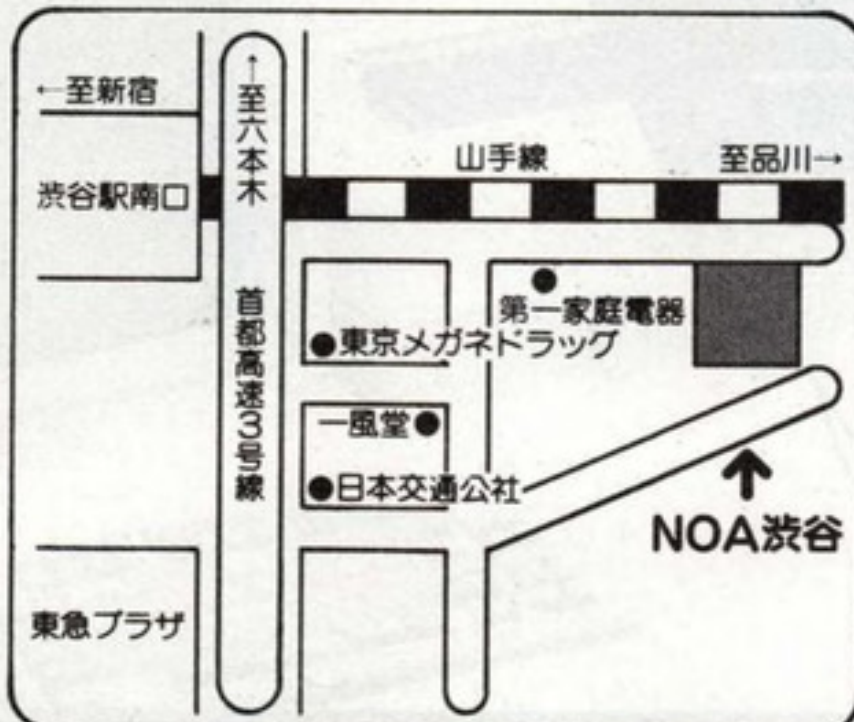 ←至新宿
↑至六本木
山手線
至品川→
渋谷駅南口
首都高速3号線
第一家庭電器
東京メガネドラッグ
一風堂
日本交通公社
NOA渋谷
東急プラザ